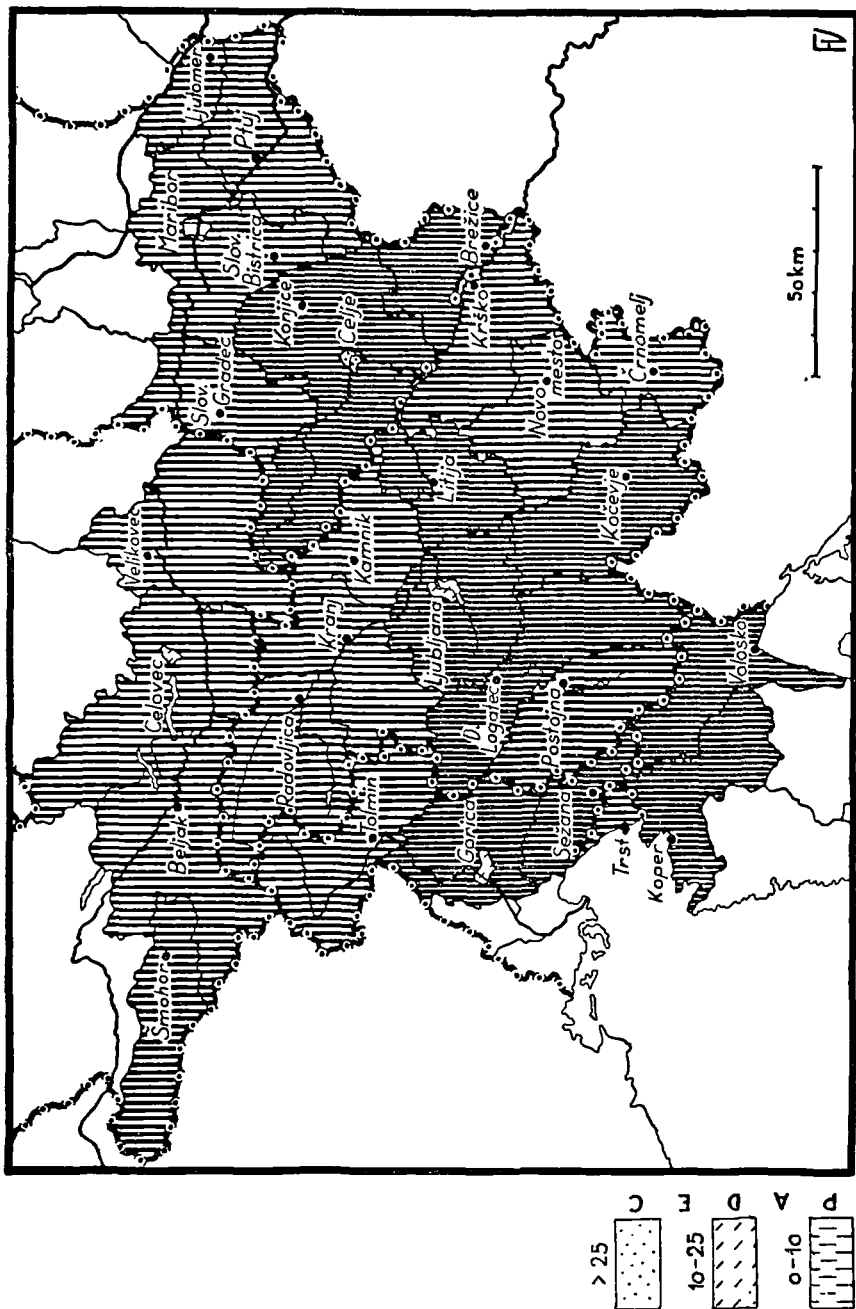 Šmohor
Beljak
Celovec
Velikovec
Slov.
Gradec
Maribor
Slov.
Bistrica
Ptuj
Ljutomer
Konjice
Celje
Radovljica
Kranj
Kamnik
Tolmin
Ljubljana
Litija
Krško
Brežice
Gorica
D.
Logatec
Postojna
Sežana
Novo
mesto
Trst
Koper
Kočevje
Črnomelj
Volosko
50 km
P A D E C
0-10
10-25
> 25